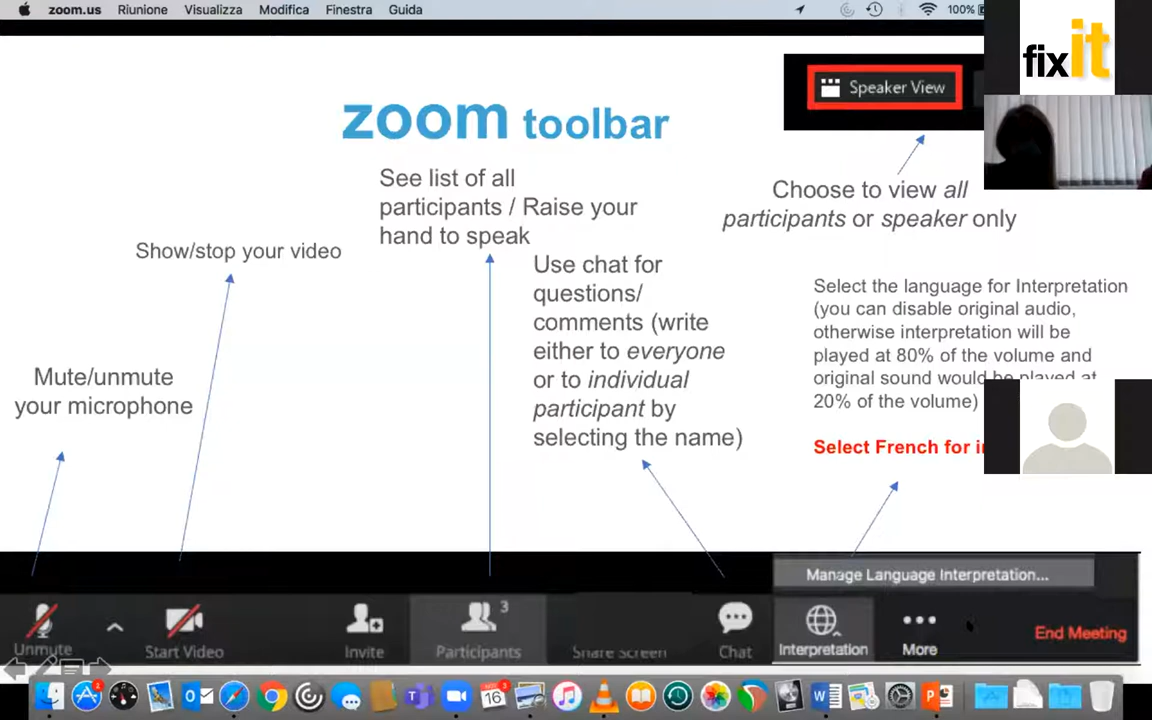 zoom.us Riunione Visualizza Modifica Finestra Guida
100%
fixit
Speaker View
zoom toolbar
See list of all
participants / Raise your
hand to speak
Choose to view all
participants or speaker only
Show/stop your video
Use chat for
questions/
comments (write
either to everyone
or to individual
participant by
selecting the name)
Select the language for Interpretation
(you can disable original audio,
otherwise interpretation will be
played at 80% of the volume and
original sound would be played at
20% of the volume)
Mute/unmute
your microphone
Select French for
Manage Language Interpretation...
3
Unmute
Start Video
Invite
Participants
Share Screen
Chat
Interpretation
More
End Meeting
16